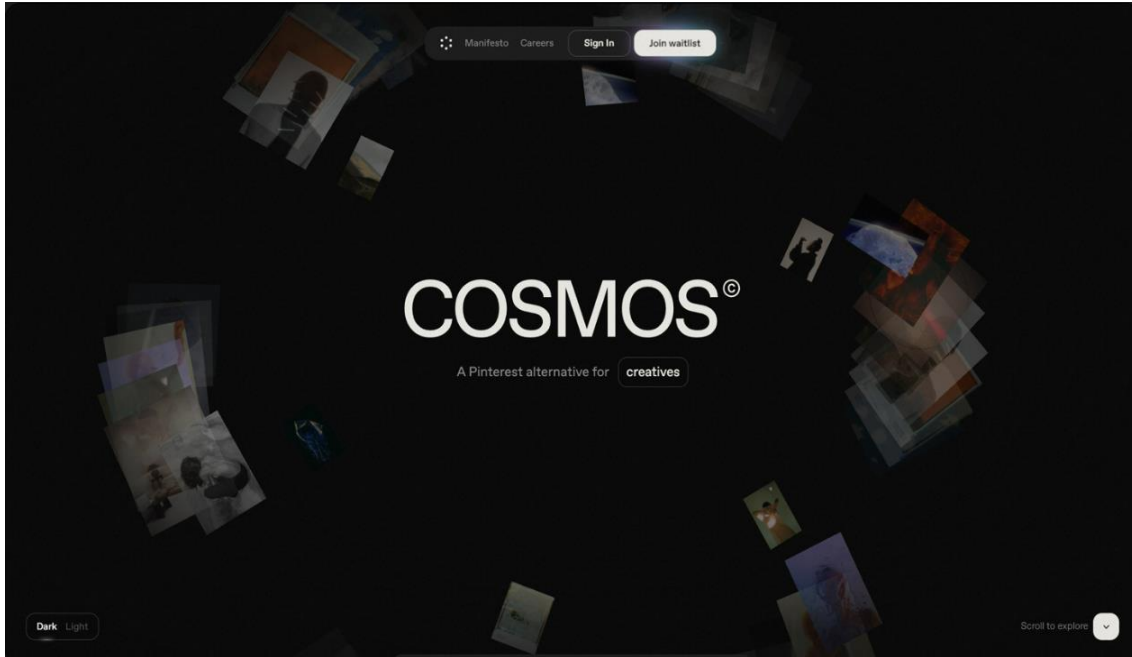 Manifesto Careers Sign In Join waitlist
COSMOS©
A Pinterest alternative for creatives
Dark Light
Scroll to explore